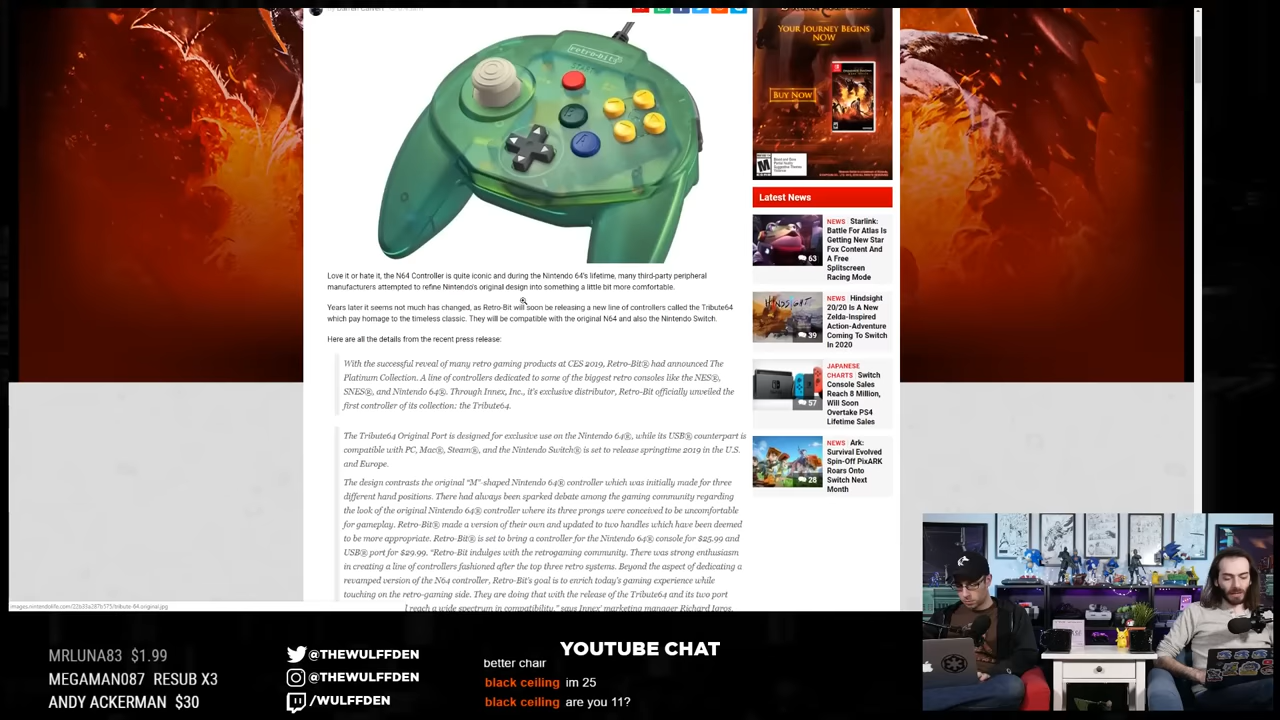 retro-bit®
YOUR JOURNEY BEGINS
NOW
BUY NOW
M
Love it or hate it, the N64 Controller is quite iconic and during the Nintendo 64's lifetime, many third-party peripheral
manufacturers attempted to refine Nintendo's original design into something a little bit more comfortable.
Years later it seems not much has changed, as Retro-Bit will soon be releasing a new line of controllers called the Tribute64
which pay homage to the timeless classic. They will be compatible with the original N64 and also the Nintendo Switch.
Here are all the details from the recent press release:
With the successful reveal of many retro gaming products at CES 2019, Retro-Bit® had announced The
Platinum Collection. A line of controllers dedicated to some of the biggest retro consoles like the NES®,
SNES®, and Nintendo 64®. Through Innex, Inc., it's exclusive distributor, Retro-Bit officially unveiled the
first controller of its collection: the Tribute64.
The Tribute64 Original Port is designed for exclusive use on the Nintendo 64®, while its USB® counterpart is
compatible with PC, Mac®, Steam®, and the Nintendo Switch® is set to release springtime 2019 in the U.S.
and Europe.
The design contrasts the original "M"-shaped Nintendo 64® controller which was initially made for three
different hand positions. There had always been sparked debate among the gaming community regarding
the look of the original Nintendo 64® controller where its three prongs were conceived to be uncomfortable
for gameplay. Retro-Bit® made a version of their own and updated to two handles which have been deemed
to be more appropriate. Retro-Bit® is set to bring a controller for the Nintendo 64® console for $25.99 and
USB® port for $29.99. "Retro-Bit indulges with the retrogaming community. There was strong enthusiasm
in creating a line of controllers fashioned after the top three retro systems. Beyond the aspect of dedicating a
revamped version of the N64 controller, Retro-Bit's goal is to enrich today's gaming experience while
touching on the retro-gaming side. They are doing that with the release of the Tribute64 and its two port
I reach a wide spectrum in compatibility," says Innex' marketing manager Richard Iaros.
Latest News
NEWS Starlink:
Battle For Atlas Is
Getting New Star
Fox Content And
A Free
Splitscreen
Racing Mode
63
NEWS Hindsight
20/20 Is A New
Zelda-Inspired
Action-Adventure
Coming To Switch
In 2020
39
JAPANESE
CHARTS Switch
Console Sales
Reach 8 Million,
Will Soon
Overtake PS4
Lifetime Sales
57
NEWS Ark:
Survival Evolved
Spin-Off PixARK
Roars Onto
Switch Next
Month
28
MRLUNA83 $1.99
MEGAMAN087 RESUB X3
ANDY ACKERMAN $30
@THEWULFFDEN
@THEWULFFDEN
/WULFFDEN
YOUTUBE CHAT
better chair
black ceiling im 25
black ceiling are you 11?